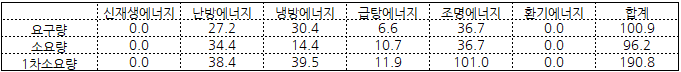 신재생에너지 난방에너지 냉방에너지 급탕에너지 조명에너지 환기에너지 합계
요구량 0.0 27.2 30.4 6.6 36.7 0.0 100.9
소요량 0.0 34.4 14.4 10.7 36.7 0.0 96.2
1차소요량 0.0 38.4 39.5 11.9 101.0 0.0 190.8